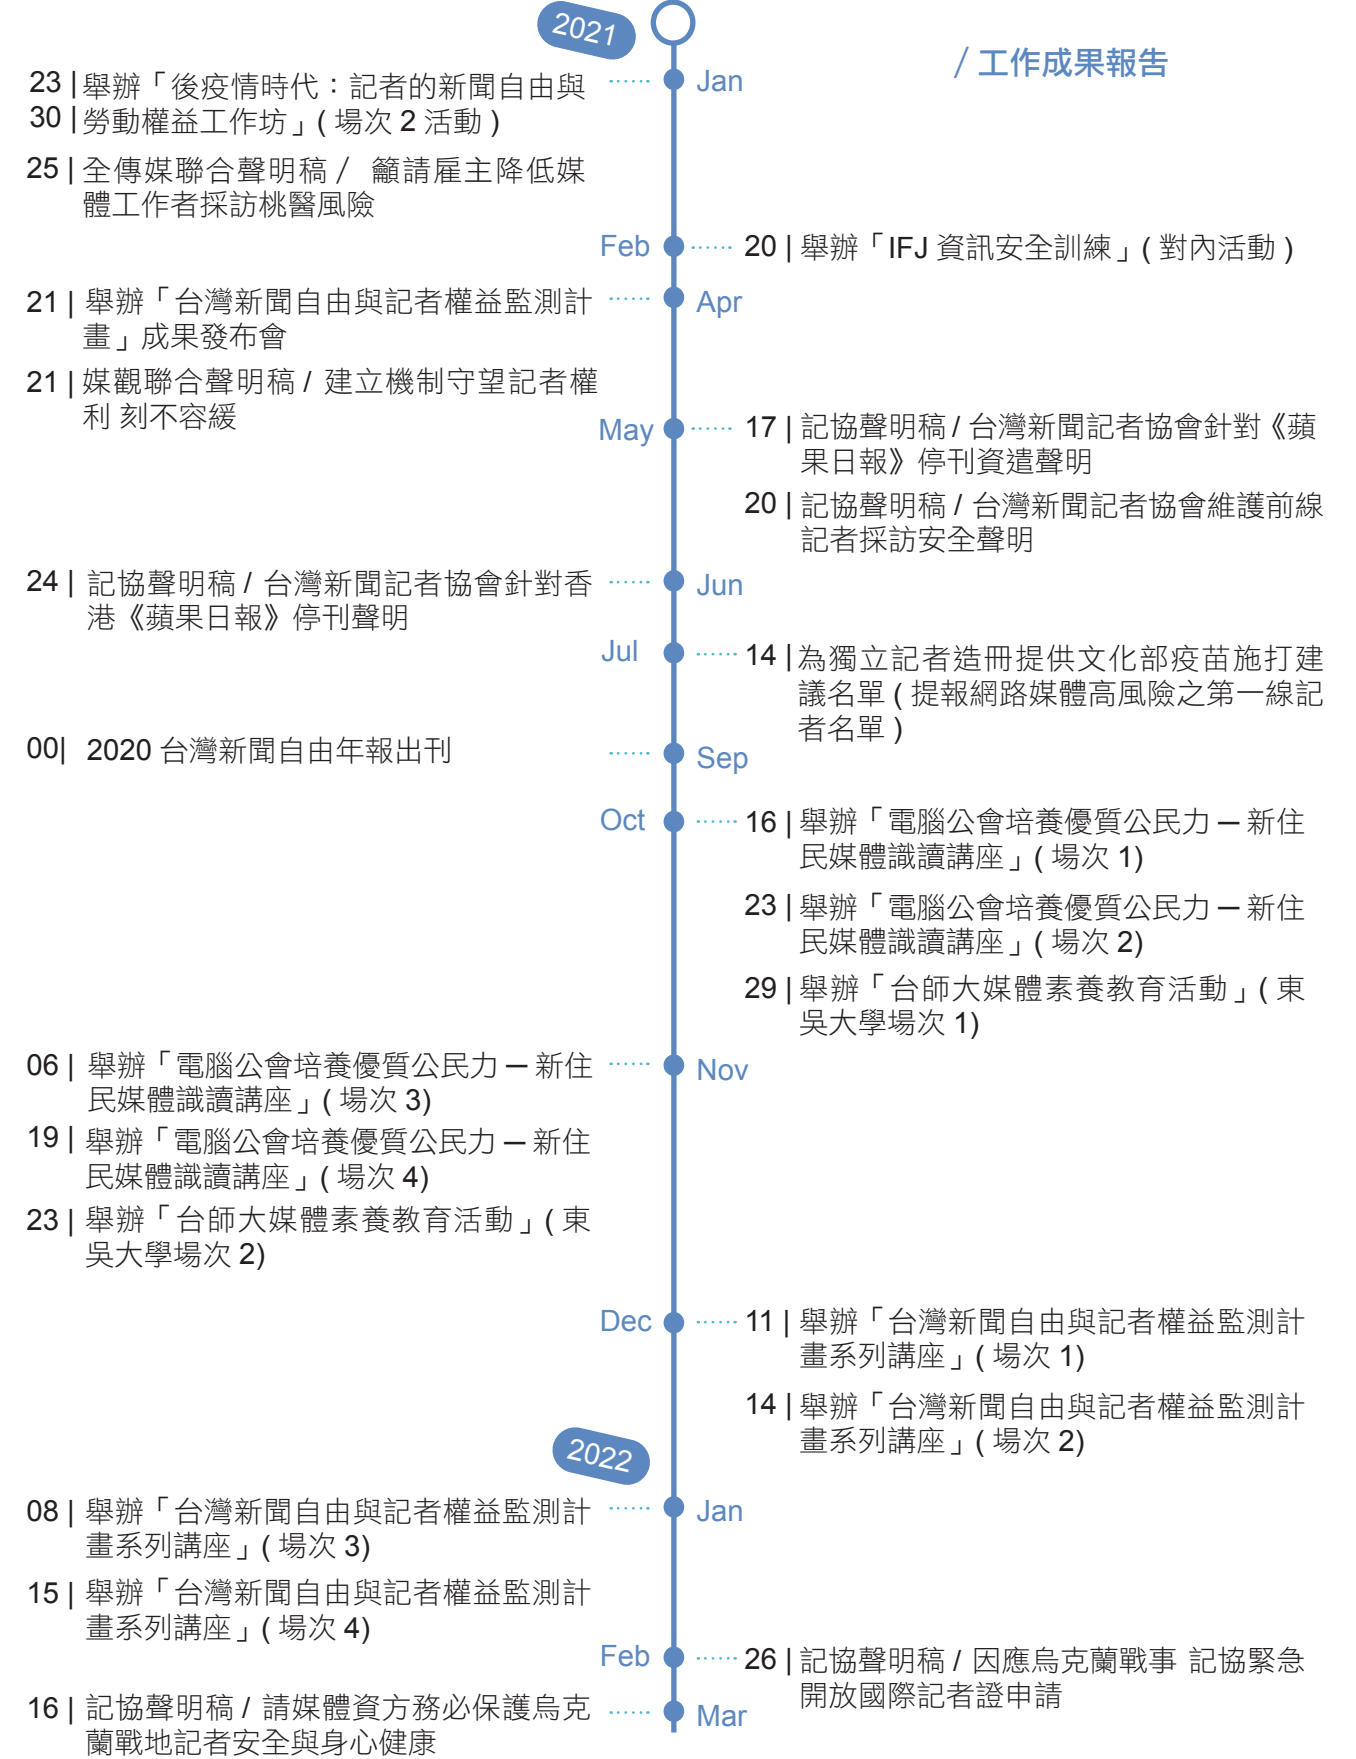 2021
/ 工作成果報告
Jan
23 | 舉辦「後疫情時代：記者的新聞自由與
30 | 勞動權益工作坊」( 場次 2 活動 )
25 | 全傳媒聯合聲明稿 / 籲請雇主降低媒
體工作者採訪桃醫風險
Feb
20 | 舉辦「IFJ 資訊安全訓練」( 對內活動 )
Apr
21 | 舉辦「台灣新聞自由與記者權益監測計
畫」成果發布會
21 | 媒觀聯合聲明稿 / 建立機制守望記者權
利 刻不容緩
May
17 | 記協聲明稿 / 台灣新聞記者協會針對《蘋
果日報》停刊資遣聲明
20 | 記協聲明稿 / 台灣新聞記者協會維護前線
記者採訪安全聲明
Jun
24 | 記協聲明稿 / 台灣新聞記者協會針對香
港《蘋果日報》停刊聲明
Jul
14 | 為獨立記者造冊提供文化部疫苗施打建
議名單 ( 提報網路媒體高風險之第一線記
者名單 )
Sep
00| 2020 台灣新聞自由年報出刊
Oct
16 | 舉辦「電腦公會培養優質公民力 — 新住
民媒體識讀講座」( 場次 1)
23 | 舉辦「電腦公會培養優質公民力 — 新住
民媒體識讀講座」( 場次 2)
29 | 舉辦「台師大媒體素養教育活動」( 東
吳大學場次 1)
Nov
06 | 舉辦「電腦公會培養優質公民力 — 新住
民媒體識讀講座」( 場次 3)
19 | 舉辦「電腦公會培養優質公民力 — 新住
民媒體識讀講座」( 場次 4)
23 | 舉辦「台師大媒體素養教育活動」( 東
吳大學場次 2)
Dec
11 | 舉辦「台灣新聞自由與記者權益監測計
畫系列講座」( 場次 1)
14 | 舉辦「台灣新聞自由與記者權益監測計
畫系列講座」( 場次 2)
2022
Jan
08 | 舉辦「台灣新聞自由與記者權益監測計
畫系列講座」( 場次 3)
15 | 舉辦「台灣新聞自由與記者權益監測計
畫系列講座」( 場次 4)
Feb
26 | 記協聲明稿 / 因應烏克蘭戰事 記協緊急
開放國際記者證申請
Mar
16 | 記協聲明稿 / 請媒體資方務必保護烏克
蘭戰地記者安全與身心健康